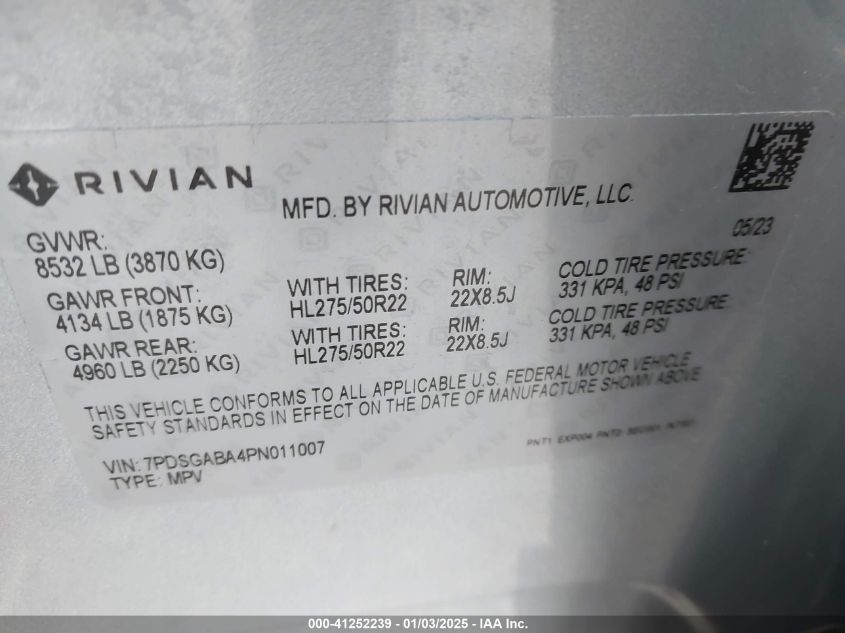 RIVIAN
MFD. BY RIVIAN AUTOMOTIVE, LLC.
05/23
GVWR:
8532 LB (3870 KG)
GAWR FRONT: WITH TIRES: RIM: COLD TIRE PRESSURE:
4134 LB (1875 KG) HL275/50R22 22X8.5J 331 KPA, 48 PSI
GAWR REAR: WITH TIRES: RIM: COLD TIRE PRESSURE:
4960 LB (2250 KG) HL275/50R22 22X8.5J 331 KPA, 48 PSI
THIS VEHICLE CONFORMS TO ALL APPLICABLE U.S. FEDERAL MOTOR VEHICLE
SAFETY STANDARDS IN EFFECT ON THE DATE OF MANUFACTURE SHOWN ABOVE
VIN: 7PDSGABA4PN011007
TYPE: MPV
PNT1: EXP004
000-41252239 - 01/03/2025 - © IAA Inc.